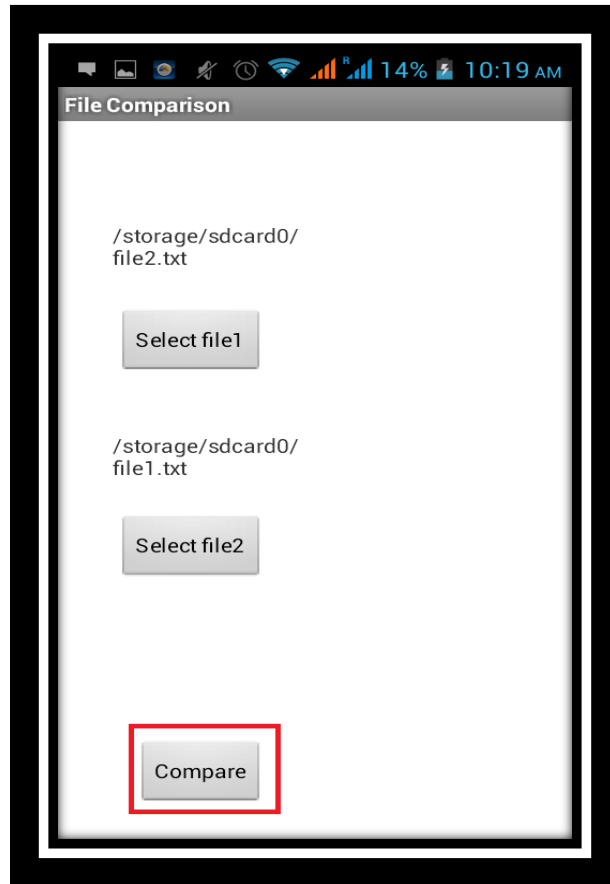 R 14% 10:19 AM
File Comparison
/storage/sdcard0/
file2.txt
Select file1
/storage/sdcard0/
file1.txt
Select file2
Compare